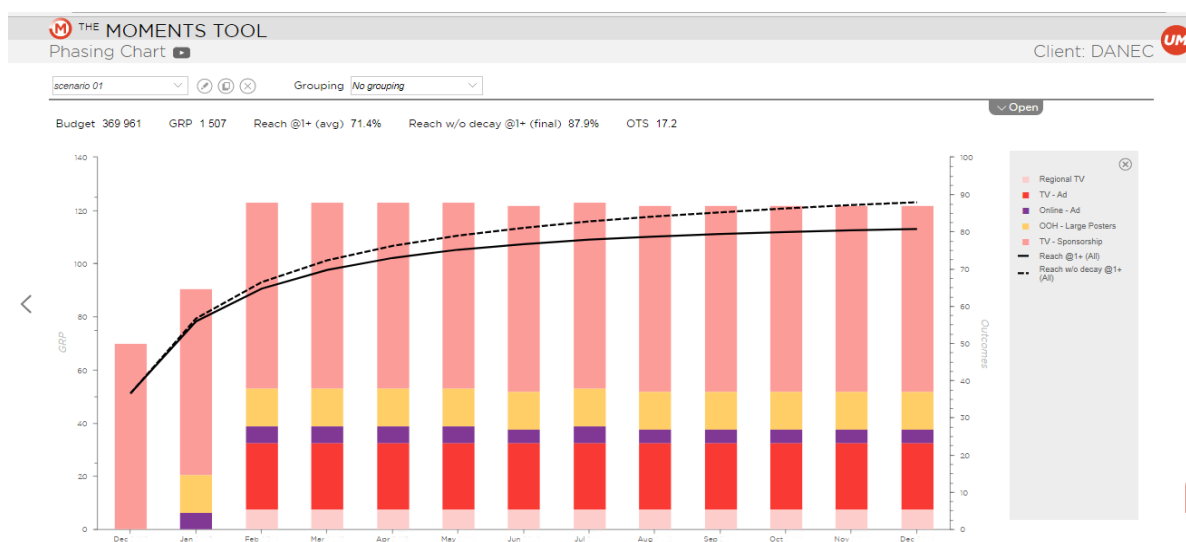 M THE MOMENTS TOOL
UM
Phasing Chart
Client: DANEC
scenario 01
Grouping No grouping
Open
Budget 369 961 GRP 1 507 Reach @1+ (avg) 71.4% Reach w/o decay @1+ (final) 87.9% OTS 17.2
140
120
100
80
60
40
20
0
GRP
100
90
80
70
60
50
40
30
20
10
0
Outcomes
Dec Jan Feb Mar Apr May Jun Jul Aug Sep Oct Nov Dec
Regional TV
TV - Ad
Online - Ad
OOH - Large Posters
TV - Sponsorship
Reach @1+ (All)
Reach w/o decay @1+
(All)